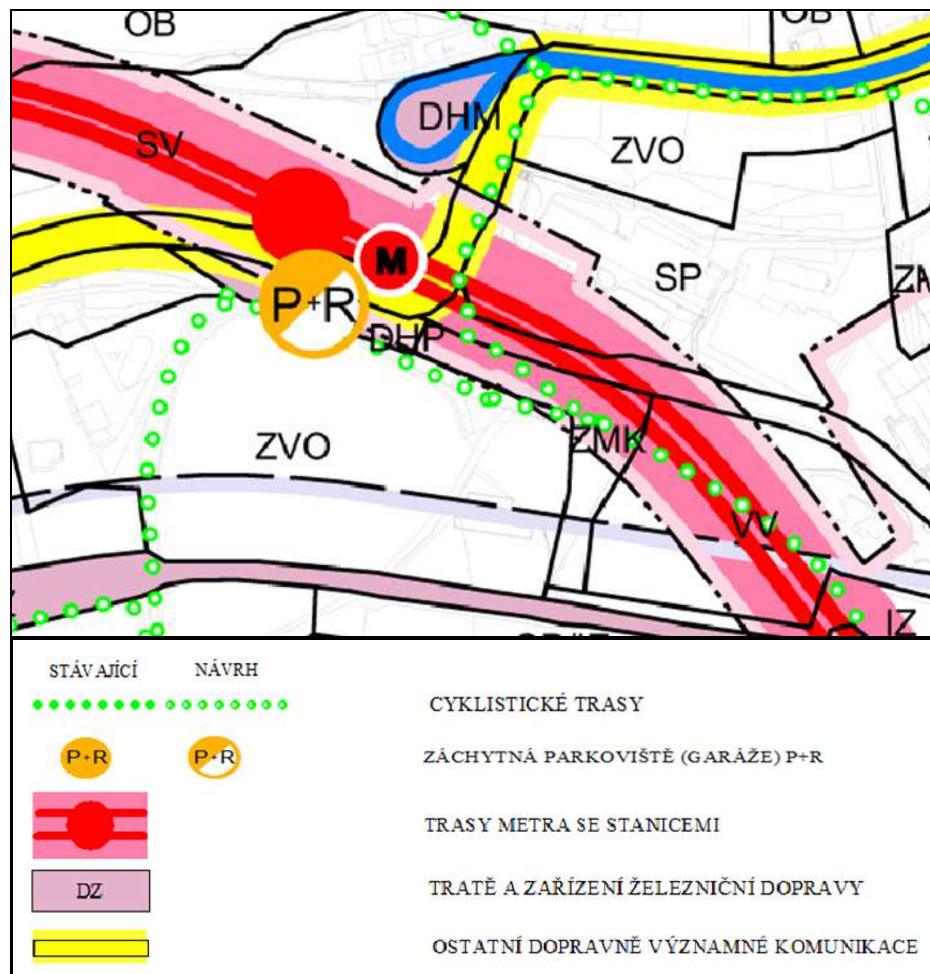 OB
OB
DHM
SV
ZVO
M
SP
P+R
DHP
ZVO
ZMK
VV
IZ
STÁVAJÍCÍ NÁVRH
CYKLISTICKÉ TRASY
P+R P+R ZÁCHYTNÁ PARKOVIŠTĚ (GARÁŽE) P+R
TRASY METRA SE STANICEMI
DZ TRATĚ A ZAŘÍZENÍ ŽELEZNIČNÍ DOPRAVY
OSTATNÍ DOPRAVNĚ VÝZNAMNÉ KOMUNIKACE